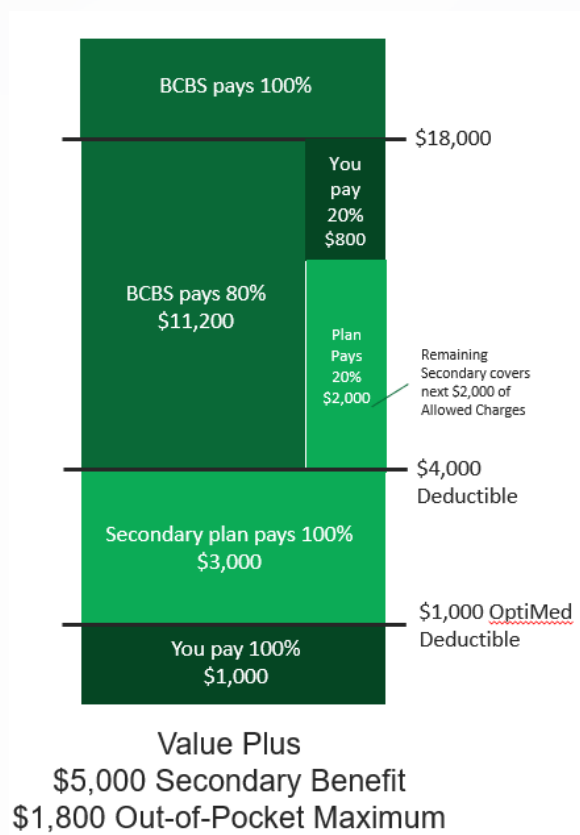 BCBS pays 100%
$18,000
You
pay
20%
$800
BCBS pays 80%
$11,200
Plan
Pays
20%
$2,000
Remaining
Secondary covers
next $2,000 of
Allowed Charges
$4,000
Deductible
Secondary plan pays 100%
$3,000
$1,000 OptiMed
Deductible
You pay 100%
$1,000
Value Plus
$5,000 Secondary Benefit
$1,800 Out-of-Pocket Maximum